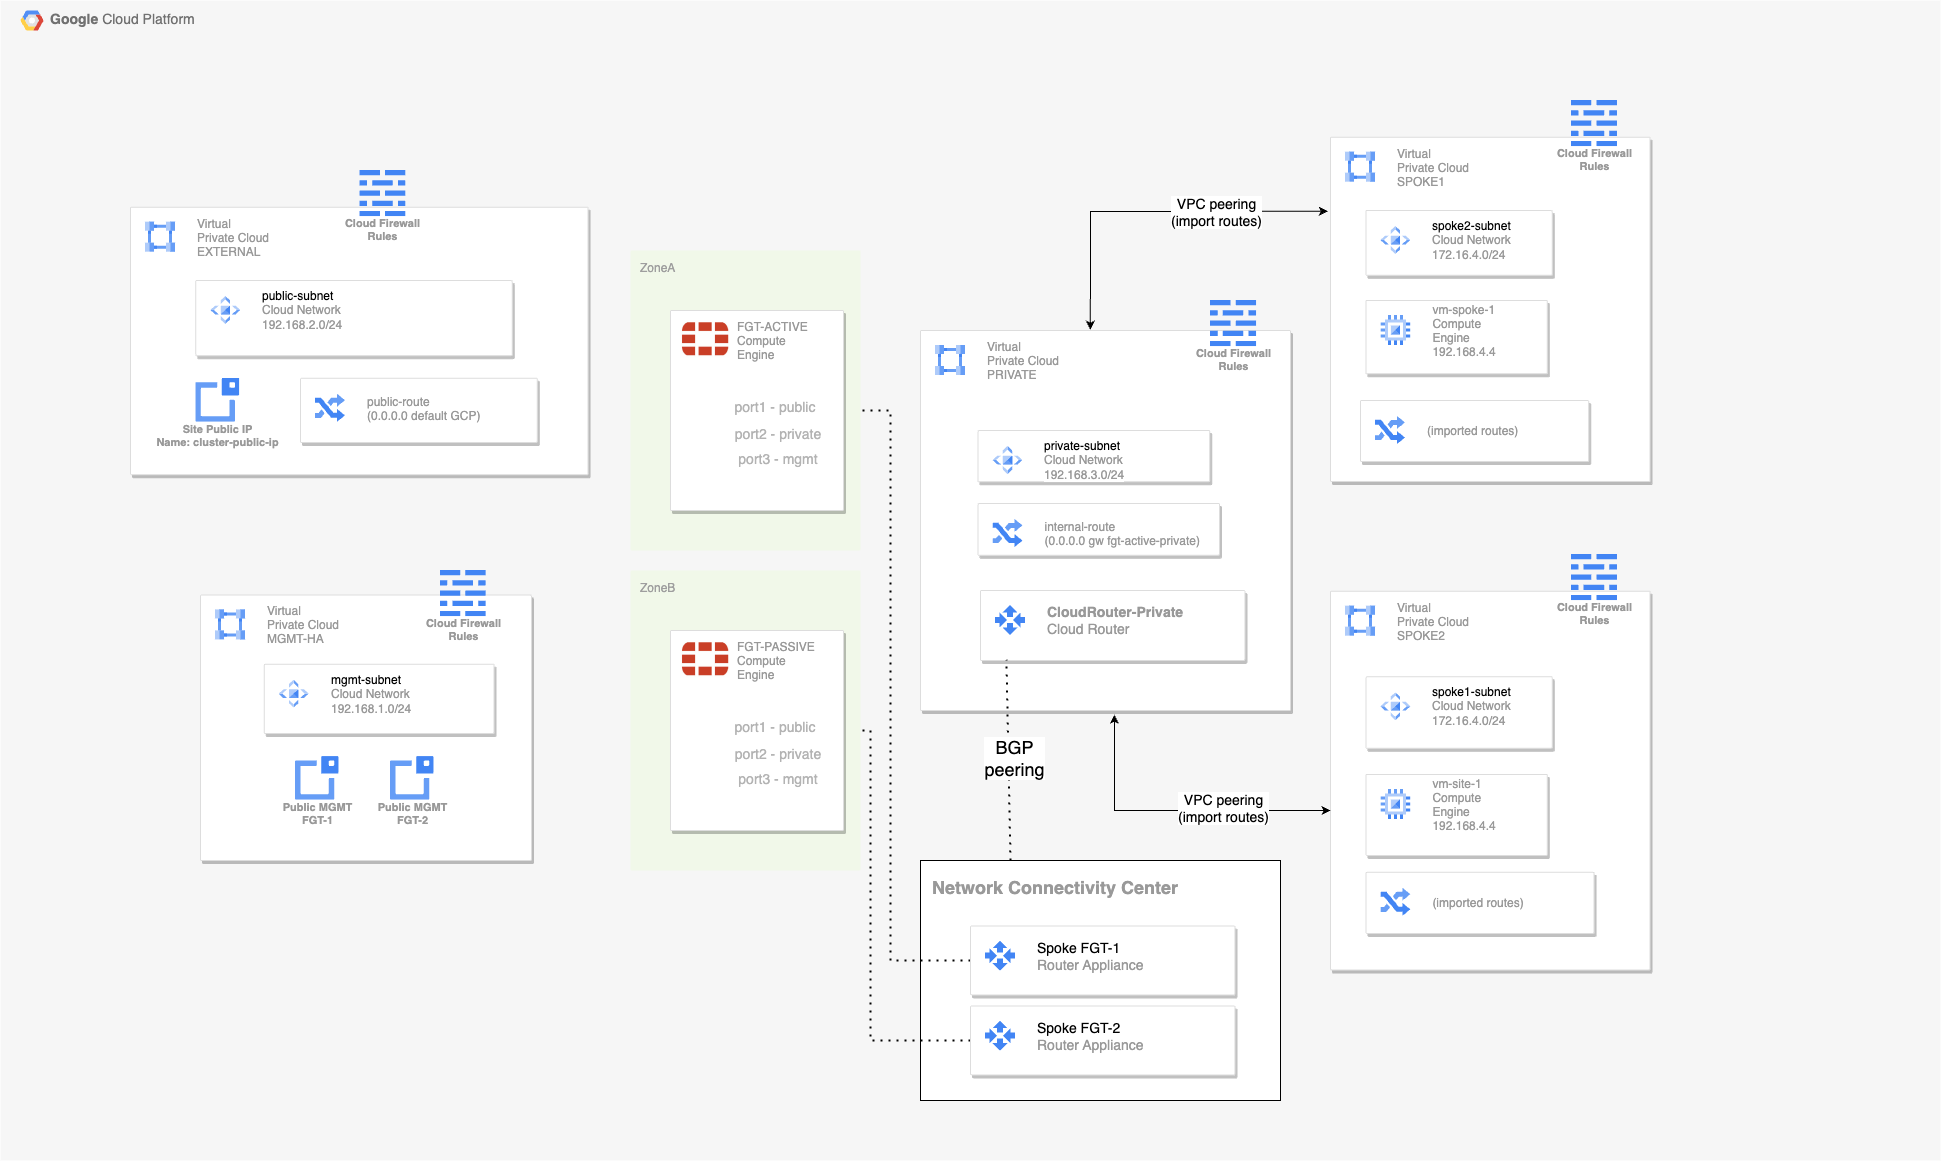 Google Cloud Platform
Virtual
Private Cloud
EXTERNAL
Cloud Firewall
Rules
public-subnet
Cloud Network
192.168.2.0/24
Site Public IP
Name: cluster-public-ip
public-route
(0.0.0.0 default GCP)
Virtual
Private Cloud
MGMT-HA
Cloud Firewall
Rules
mgmt-subnet
Cloud Network
192.168.1.0/24
Public MGMT
FGT-1
Public MGMT
FGT-2
ZoneA
FGT-ACTIVE
Compute
Engine
port1 - public
port2 - private
port3 - mgmt
ZoneB
FGT-PASSIVE
Compute
Engine
port1 - public
port2 - private
port3 - mgmt
VPC peering
(import routes)
Virtual
Private Cloud
PRIVATE
Cloud Firewall
Rules
private-subnet
Cloud Network
192.168.3.0/24
internal-route
(0.0.0.0 gw fgt-active-private)
CloudRouter-Private
Cloud Router
BGP
peering
VPC peering
(import routes)
Network Connectivity Center
Spoke FGT-1
Router Appliance
Spoke FGT-2
Router Appliance
Virtual
Private Cloud
SPOKE1
Cloud Firewall
Rules
spoke2-subnet
Cloud Network
172.16.4.0/24
vm-spoke-1
Compute
Engine
192.168.4.4
(imported routes)
Virtual
Private Cloud
SPOKE2
Cloud Firewall
Rules
spoke1-subnet
Cloud Network
172.16.4.0/24
vm-site-1
Compute
Engine
192.168.4.4
(imported routes)